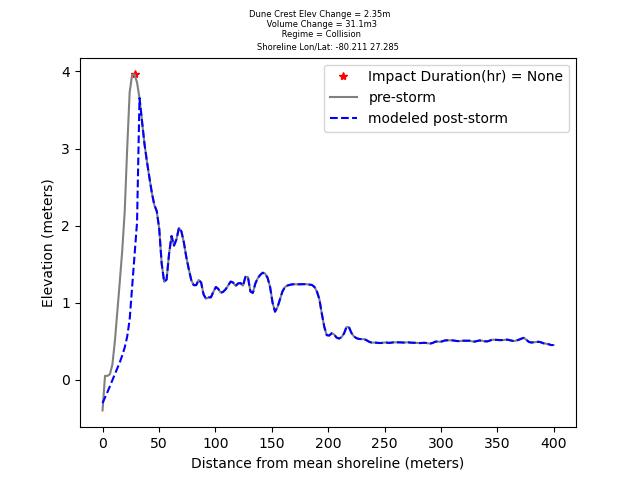 Dune Crest Elev Change = 2.35m
Volume Change = 31.1m3
Regime = Collision
Shoreline Lon/Lat: -80.211 27.285
Impact Duration(hr) = None
pre-storm
modeled post-storm
4
3
2
1
0
Elevation (meters)
0 50 100 150 200 250 300 350 400
Distance from mean shoreline (meters)